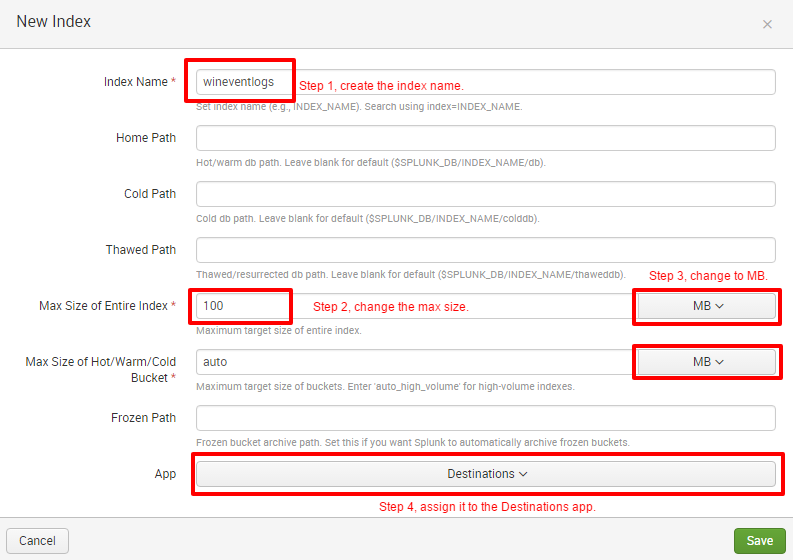 New Index
×
Index Name * wineventlogs Step 1, create the index name.
Set index name (e.g., INDEX_NAME). Search using index=INDEX_NAME.
Home Path
Hot/warm db path. Leave blank for default ($SPLUNK_DB/INDEX_NAME/db).
Cold Path
Cold db path. Leave blank for default ($SPLUNK_DB/INDEX_NAME/colddb).
Thawed Path
Thawed/resurrected db path. Leave blank for default ($SPLUNK_DB/INDEX_NAME/thaweddb). Step 3, change to MB.
Max Size of Entire Index * 100 Step 2, change the max size. MB
Maximum target size of entire index.
Max Size of Hot/Warm/Cold
Bucket * auto MB
Maximum target size of buckets. Enter 'auto_high_volume' for high-volume indexes.
Frozen Path
Frozen bucket archive path. Set this if you want Splunk to automatically archive frozen buckets.
App Destinations
Step 4, assign it to the Destinations app.
Cancel Save